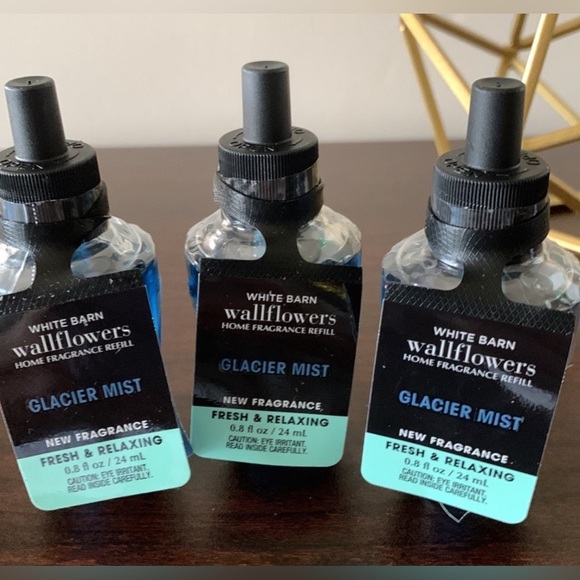 WHITE BARN
wallflowers
HOME FRAGRANCE REFILL
GLACIER MIST
NEW FRAGRANCE
FRESH & RELAXING
0.8 fl oz / 24 mL
CAUTION: EYE IRRITANT.
READ INSIDE CAREFULLY.
WHITE BARN
wallflowers
HOME FRAGRANCE REFILL
GLACIER MIST
NEW FRAGRANCE
FRESH & RELAXING
0.8 fl oz / 24 mL
CAUTION: EYE IRRITANT.
READ INSIDE CAREFULLY.
WHITE BARN
wallflowers
HOME FRAGRANCE REFILL
GLACIER MIST
NEW FRAGRANCE
FRESH & RELAXING
0.8 fl oz / 24 mL
CAUTION: EYE IRRITANT.
READ INSIDE CAREFULLY.